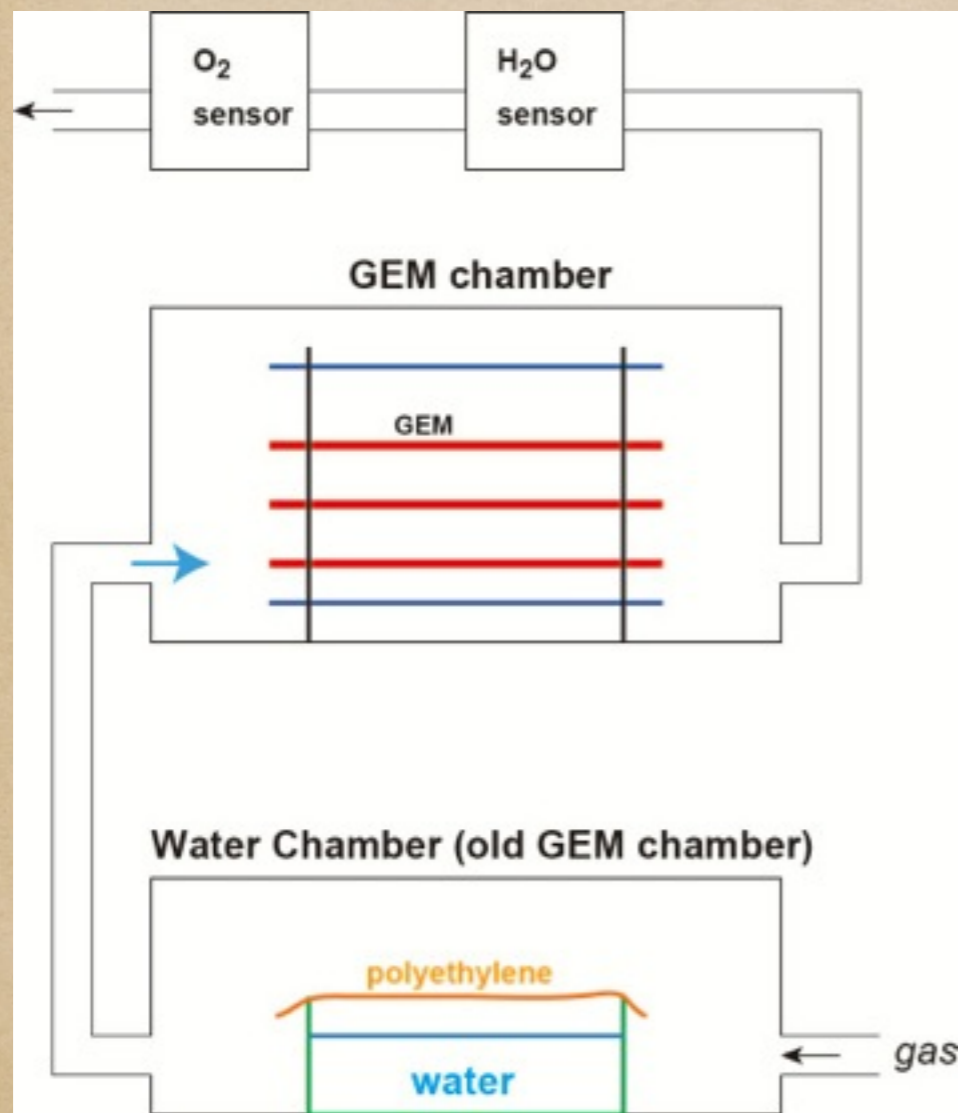 O₂
sensor
H₂O
sensor
GEM chamber
GEM
Water Chamber (old GEM chamber)
polyethylene
gas
water